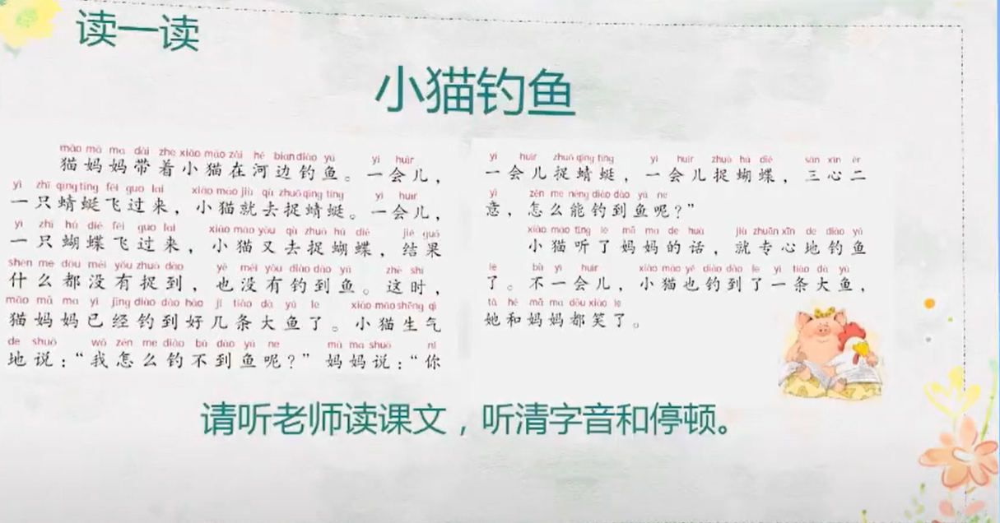 读一读
小猫钓鱼
māo mā ma dài zhe xiǎo māo zài hé biān diào yú yí huìr
猫妈妈带着小猫在河边钓鱼。一会儿，
yì zhī qīng tíng fēi guo lai xiǎo māo jiù qù zhuō qīng tíng yí huìr
一只蜻蜓飞过来，小猫就去捉蜻蜓。一会儿，
yì zhī hú dié fēi guo lai xiǎo māo yòu qù zhuō hú dié jié guǒ
一只蝴蝶飞过来，小猫又去捉蝴蝶，结果
shén me dōu méi yǒu zhuō dào yě méi yǒu diào dào yú zhè shí
什么都没有捉到，也没有钓到鱼。这时，
māo mā ma yǐ jīng diào dào hǎo jǐ tiáo dà yú le xiǎo māo shēng qì
猫妈妈已经钓到好几条大鱼了。小猫生气
de shuō wǒ zěn me diào bú dào yú ne mā ma shuō nǐ
地说：“我怎么钓不到鱼呢？”妈妈说：“你
yí huìr zhuō qīng tíng yí huìr zhuō hú dié sān xīn èr
一会儿捉蜻蜓，一会儿捉蝴蝶，三心二
yì zěn me néng diào dào yú ne
意，怎么能钓到鱼呢？”
xiǎo māo tīng le mā ma de huà jiù zhuān xīn de diào yú
小猫听了妈妈的话，就专心地钓鱼
le bù yí huìr xiǎo māo yě diào dào le yì tiáo dà yú
了。不一会儿，小猫也钓到了一条大鱼，
tā hé mā ma dōu xiào le
她和妈妈都笑了。
请听老师读课文，听清字音和停顿。